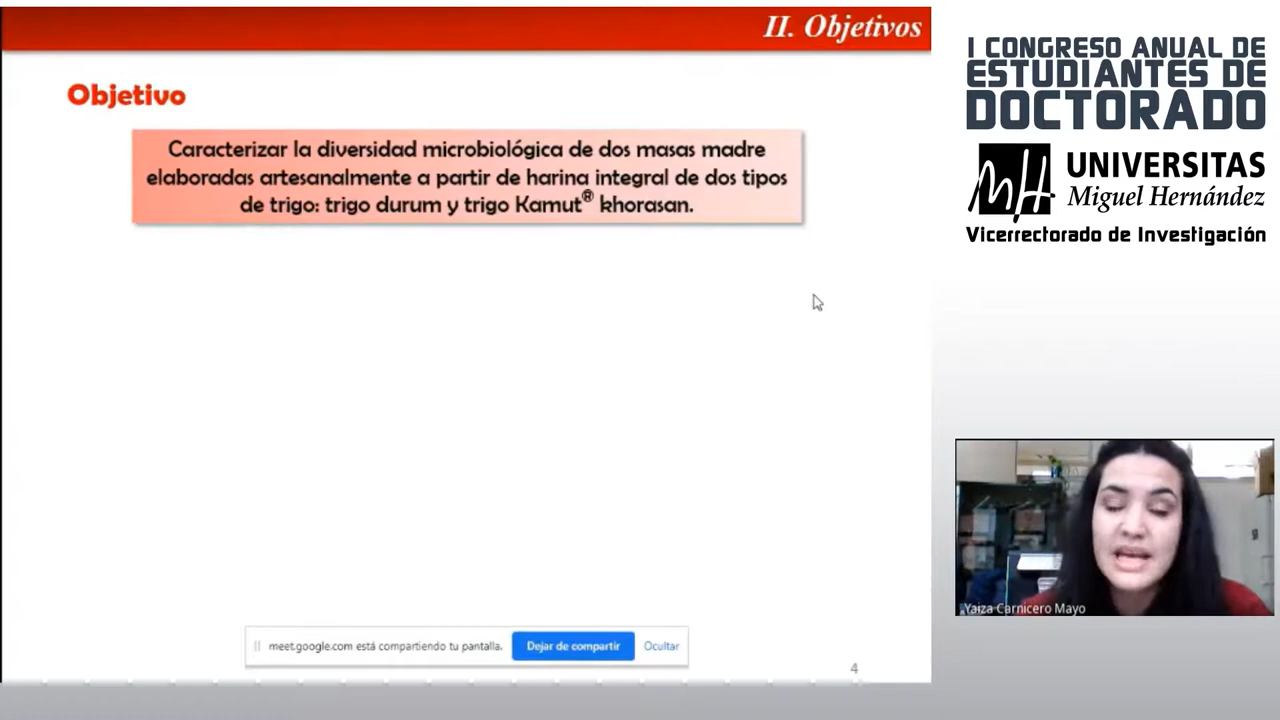 II. Objetivos
Objetivo
Caracterizar la diversidad microbiológica de dos masas madre
elaboradas artesanalmente a partir de harina integral de dos tipos
de trigo: trigo durum y trigo Kamut® khorasan.
meet.google.com está compartiendo tu pantalla.
Dejar de compartir
Ocultar
4
I CONGRESO ANUAL DE
ESTUDIANTES DE
DOCTORADO
UNIVERSITAS
Miguel Hernández
Vicerrectorado de Investigación
Yaiza Carnicero Mayo